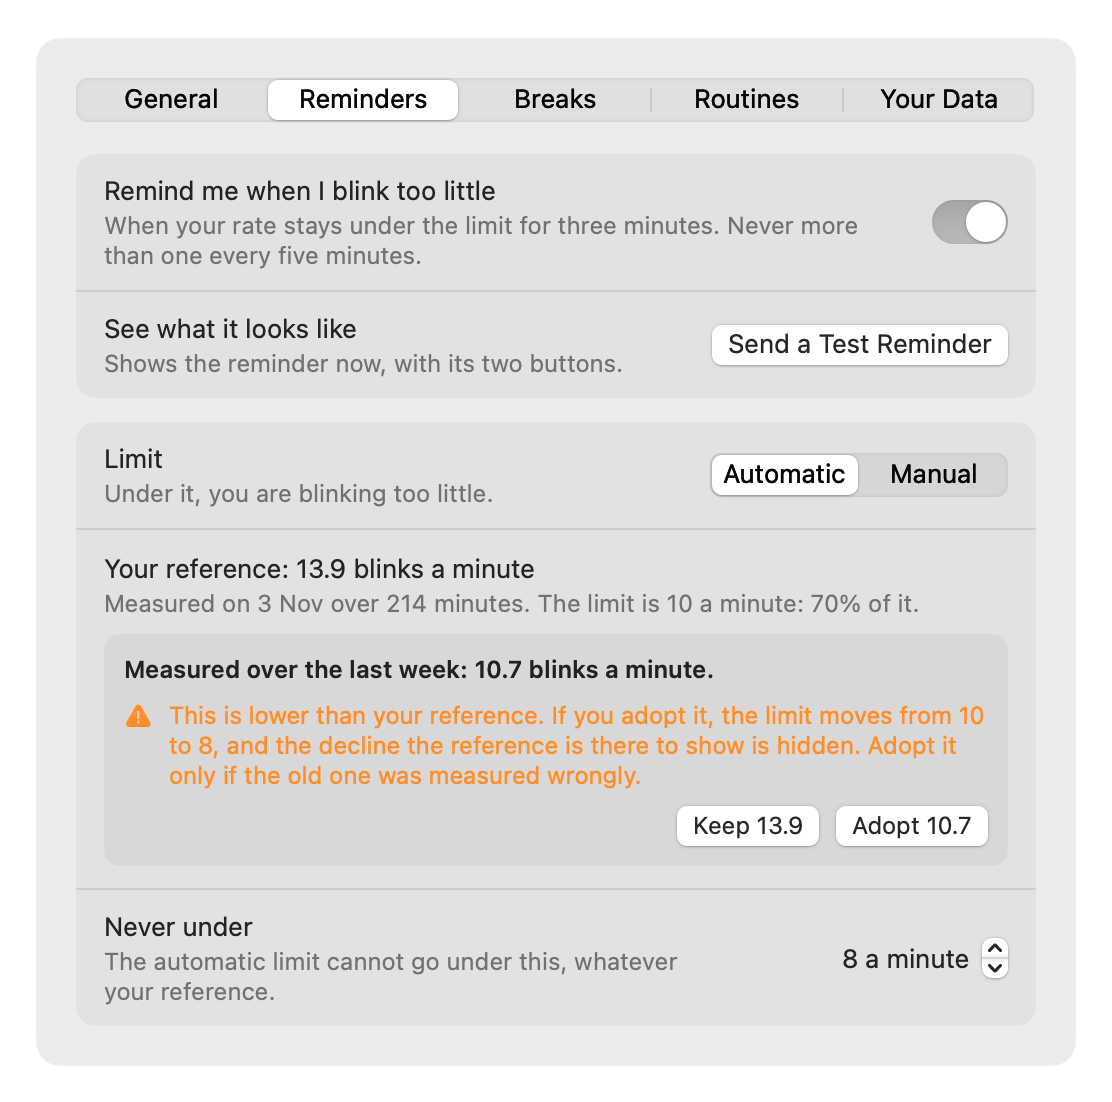 General
Reminders
Breaks
Routines
Your Data
Remind me when I blink too little
When your rate stays under the limit for three minutes. Never more
than one every five minutes.
See what it looks like
Shows the reminder now, with its two buttons.
Send a Test Reminder
Limit
Under it, you are blinking too little.
Automatic
Manual
Your reference: 13.9 blinks a minute
Measured on 3 Nov over 214 minutes. The limit is 10 a minute: 70% of it.
Measured over the last week: 10.7 blinks a minute.
This is lower than your reference. If you adopt it, the limit moves from 10
to 8, and the decline the reference is there to show is hidden. Adopt it
only if the old one was measured wrongly.
Keep 13.9
Adopt 10.7
Never under
The automatic limit cannot go under this, whatever
your reference.
8 a minute